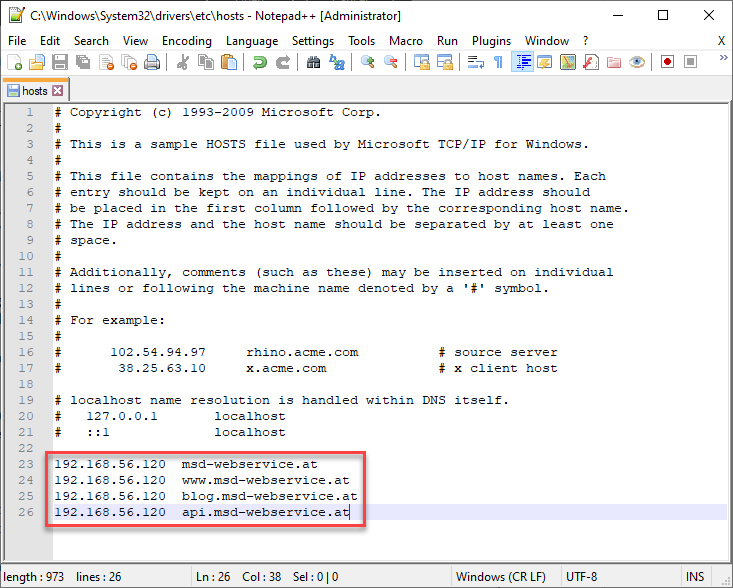 C:\Windows\System32\drivers\etc\hosts - Notepad++ [Administrator]
File Edit Search View Encoding Language Settings Tools Macro Run Plugins Window ? X
hosts
1 # Copyright (c) 1993-2009 Microsoft Corp.
2 #
3 # This is a sample HOSTS file used by Microsoft TCP/IP for Windows.
4 #
5 # This file contains the mappings of IP addresses to host names. Each
6 # entry should be kept on an individual line. The IP address should
7 # be placed in the first column followed by the corresponding host name.
8 # The IP address and the host name should be separated by at least one
9 # space.
10 #
11 # Additionally, comments (such as these) may be inserted on individual
12 # lines or following the machine name denoted by a '#' symbol.
13 #
14 # For example:
15 #
16 #      102.54.94.97     rhino.acme.com          # source server
17 #       38.25.63.10     x.acme.com              # x client host
18
19 # localhost name resolution is handled within DNS itself.
20 #   127.0.0.1       localhost
21 #   ::1             localhost
22
23 192.168.56.120  msd-webservice.at
24 192.168.56.120  www.msd-webservice.at
25 192.168.56.120  blog.msd-webservice.at
26 192.168.56.120  api.msd-webservice.at
length : 973 lines : 26 Ln : 26 Col : 38 Sel : 0 | 0 Windows (CR LF) UTF-8 INS